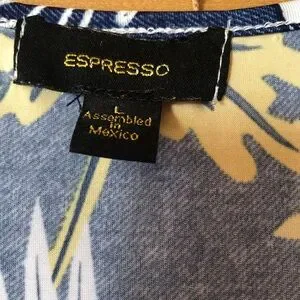 ESPRESSO
L
Assembled
in
Mexico